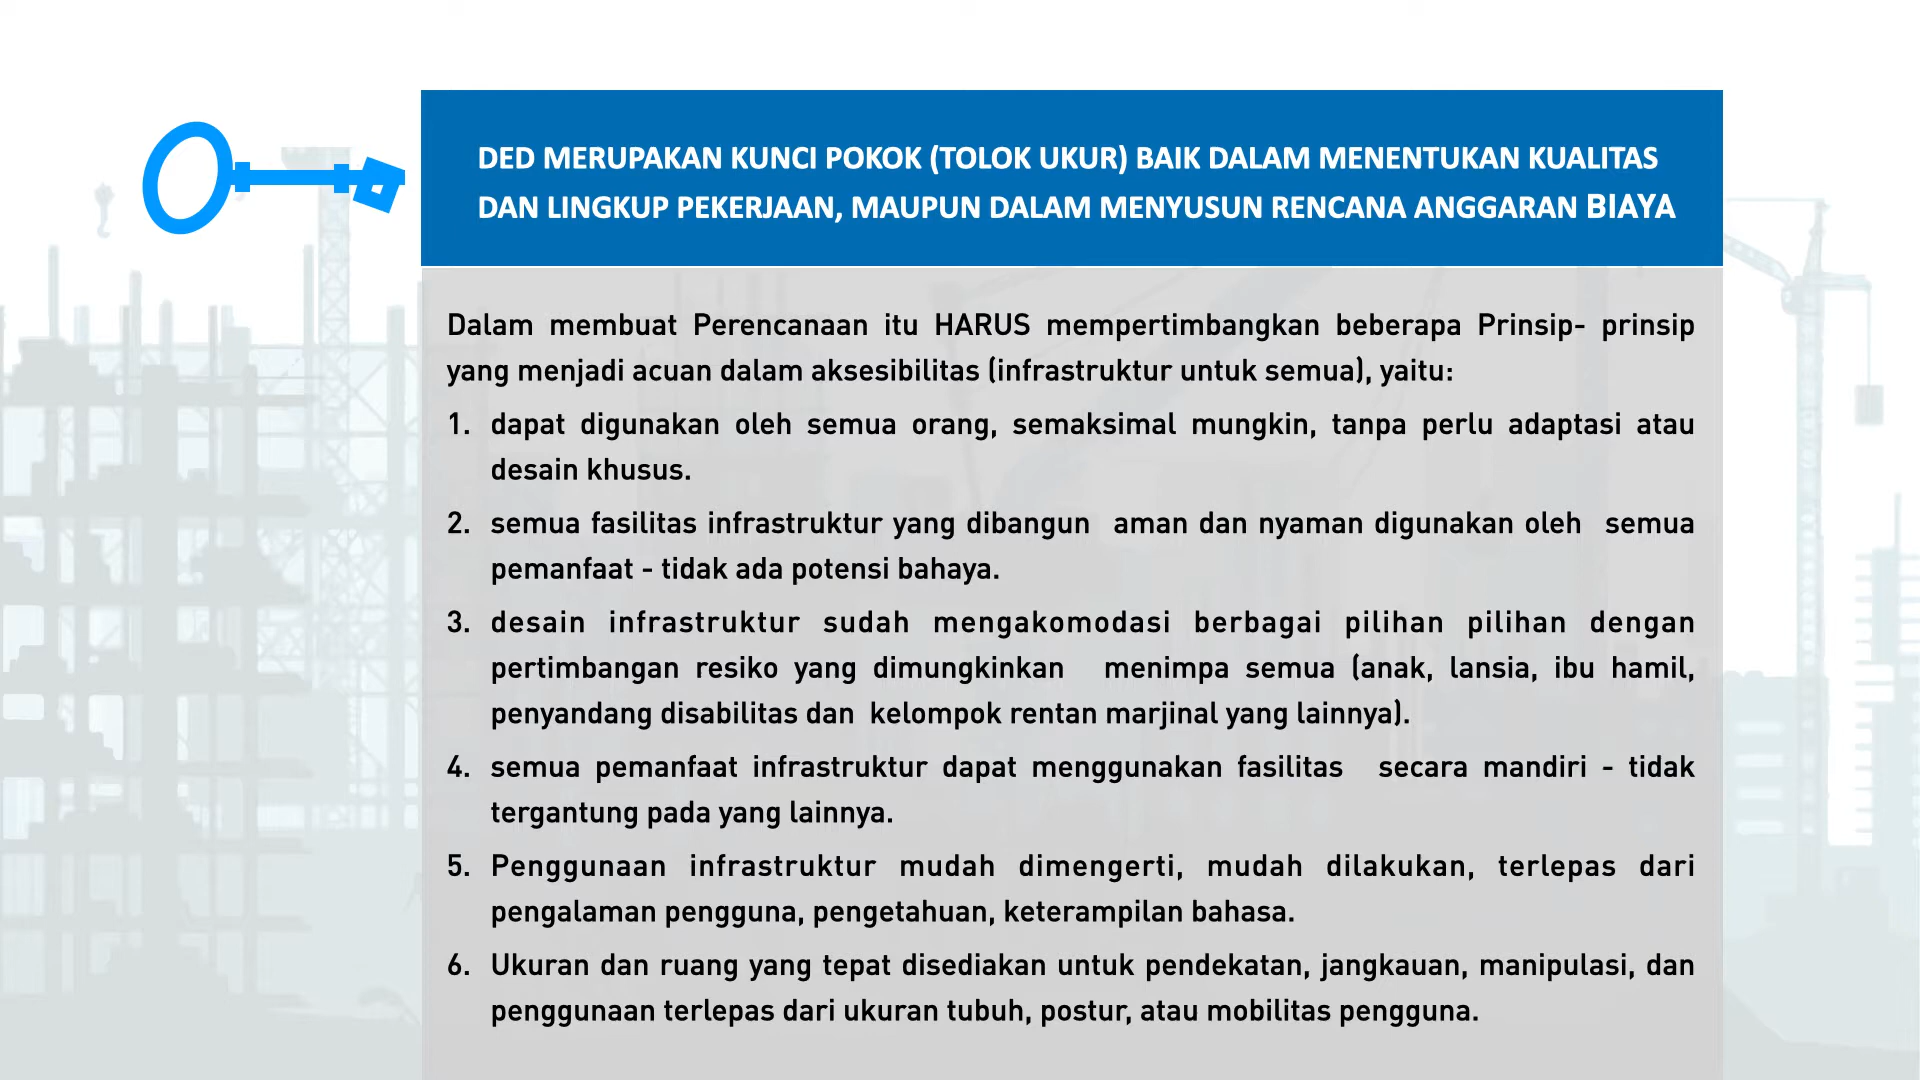 DED MERUPAKAN KUNCI POKOK (TOLOK UKUR) BAIK DALAM MENENTUKAN KUALITAS
DAN LINGKUP PEKERJAAN, MAUPUN DALAM MENYUSUN RENCANA ANGGARAN BIAYA
Dalam membuat Perencanaan itu HARUS mempertimbangkan beberapa Prinsip- prinsip
yang menjadi acuan dalam aksesibilitas (infrastruktur untuk semua), yaitu:
1. dapat digunakan oleh semua orang, semaksimal mungkin, tanpa perlu adaptasi atau
desain khusus.
2. semua fasilitas infrastruktur yang dibangun aman dan nyaman digunakan oleh semua
pemanfaat - tidak ada potensi bahaya.
3. desain infrastruktur sudah mengakomodasi berbagai pilihan pilihan dengan
pertimbangan resiko yang dimungkinkan menimpa semua (anak, lansia, ibu hamil,
penyandang disabilitas dan kelompok rentan marjinal yang lainnya).
4. semua pemanfaat infrastruktur dapat menggunakan fasilitas secara mandiri - tidak
tergantung pada yang lainnya.
5. Penggunaan infrastruktur mudah dimengerti, mudah dilakukan, terlepas dari
pengalaman pengguna, pengetahuan, keterampilan bahasa.
6. Ukuran dan ruang yang tepat disediakan untuk pendekatan, jangkauan, manipulasi, dan
penggunaan terlepas dari ukuran tubuh, postur, atau mobilitas pengguna.